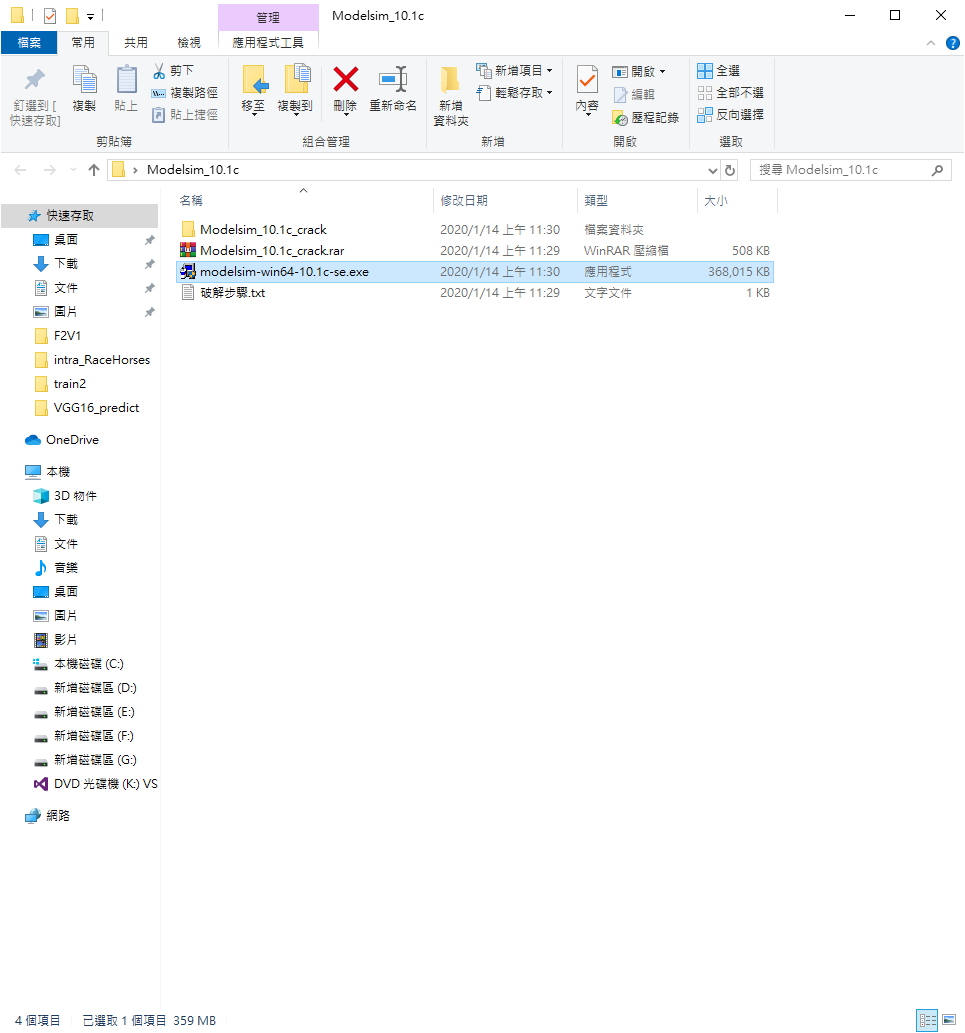 Modelsim_10.1c
管理
檔案
常用
共用
檢視
應用程式工具
釘選到 [
快速存取]
複製
貼上
剪下
複製路徑
貼上捷徑
剪貼簿
移至
複製到
刪除
重新命名
組合管理
新增
資料夾
新增項目
輕鬆存取
新增
內容
開啟
編輯
歷程記錄
開啟
全選
全部不選
反向選擇
選取
Modelsim_10.1c
搜尋 Modelsim_10.1c
名稱 修改日期 類型 大小
Modelsim_10.1c_crack 2020/1/14 上午 11:30 檔案資料夾
Modelsim_10.1c_crack.rar 2020/1/14 上午 11:29 WinRAR 壓縮檔 508 KB
modelsim-win64-10.1c-se.exe 2020/1/14 上午 11:30 應用程式 368,015 KB
破解步驟.txt 2020/1/14 上午 11:29 文字文件 1 KB
快速存取
桌面
下載
文件
圖片
F2V1
intra_RaceHorses
train2
VGG16_predict
OneDrive
本機
3D 物件
下載
文件
音樂
桌面
圖片
影片
本機磁碟 (C:)
新增磁碟區 (D:)
新增磁碟區 (E:)
新增磁碟區 (F:)
新增磁碟區 (G:)
DVD 光碟機 (K:) VS
網路
4 個項目 已選取 1 個項目 359 MB